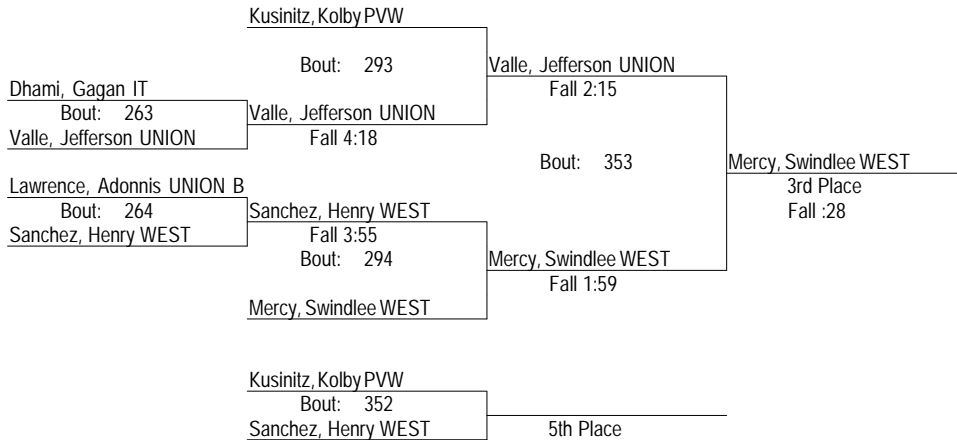 Kusinitz, Kolby PVW
Bout: 293
Valle, Jefferson UNION
Fall 2:15
Dhami, Gagan IT
Bout: 263
Valle, Jefferson UNION
Fall 4:18
Valle, Jefferson UNION
Bout: 353
Mercy, Swindlee WEST
3rd Place
Fall :28
Lawrence, Adonnis UNION B
Bout: 264
Sanchez, Henry WEST
Fall 3:55
Sanchez, Henry WEST
Bout: 294
Mercy, Swindlee WEST
Fall 1:59
Mercy, Swindlee WEST
Kusinitz, Kolby PVW
Bout: 352
Sanchez, Henry WEST
5th Place